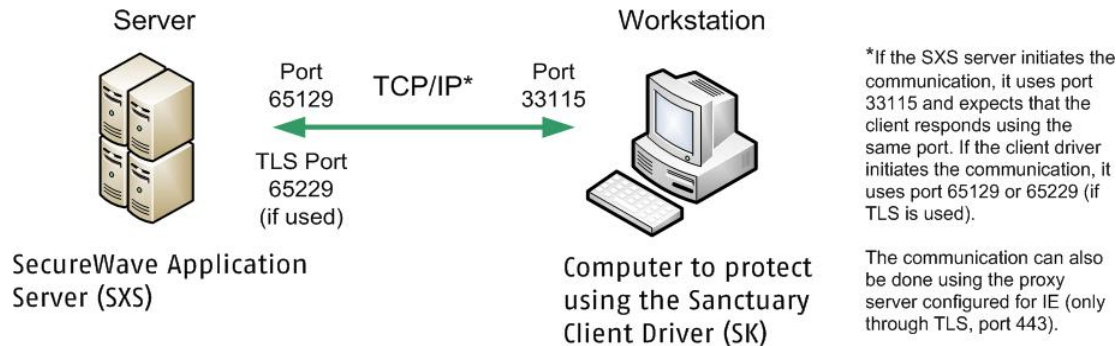 Server
Workstation
Port
65129
TCP/IP*
Port
33115
TLS Port
65229
(if used)
SecureWave Application
Server (SXS)
Computer to protect
using the Sanctuary
Client Driver (SK)
*If the SXS server initiates the
communication, it uses port
33115 and expects that the
client responds using the
same port. If the client driver
initiates the communication, it
uses port 65129 or 65229 (if
TLS is used).
The communication can also
be done using the proxy
server configured for IE (only
through TLS, port 443).